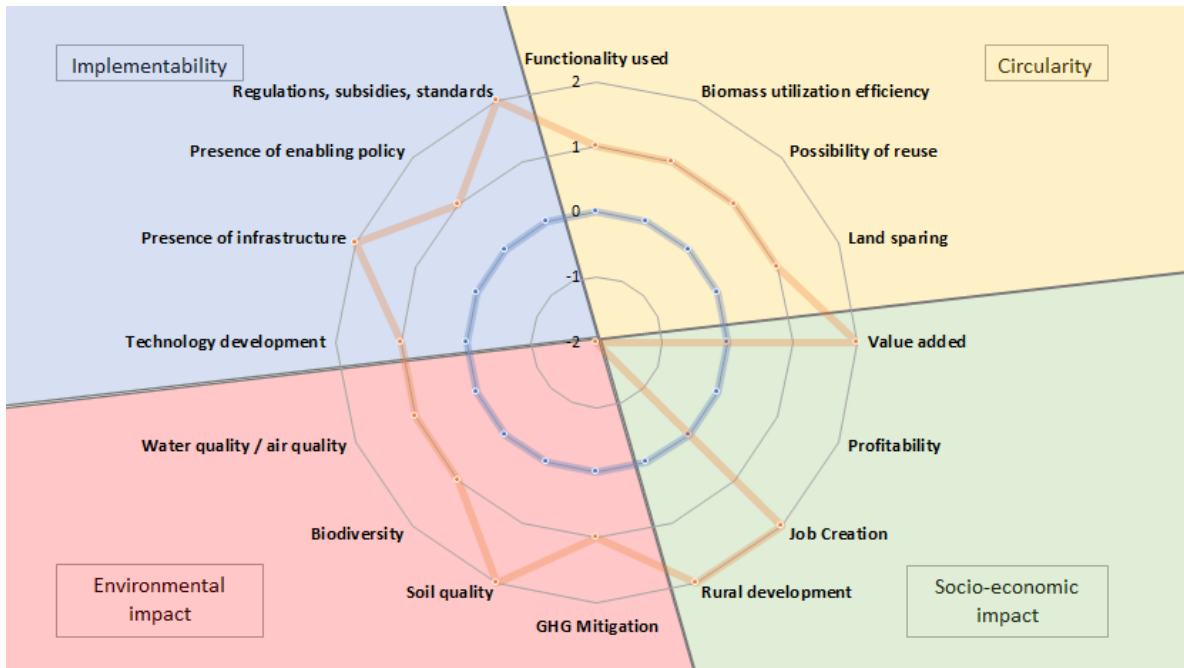 Implementability
Circularity
Functionality used
Regulations, subsidies, standards
2
Biomass utilization efficiency
Presence of enabling policy
1
Possibility of reuse
Presence of infrastructure
0
Land sparing
-1
Technology development
-2
Value added
Water quality / air quality
Profitability
Biodiversity
Job Creation
Environmental
impact
Soil quality
Rural development
Socio-economic
impact
GHG Mitigation